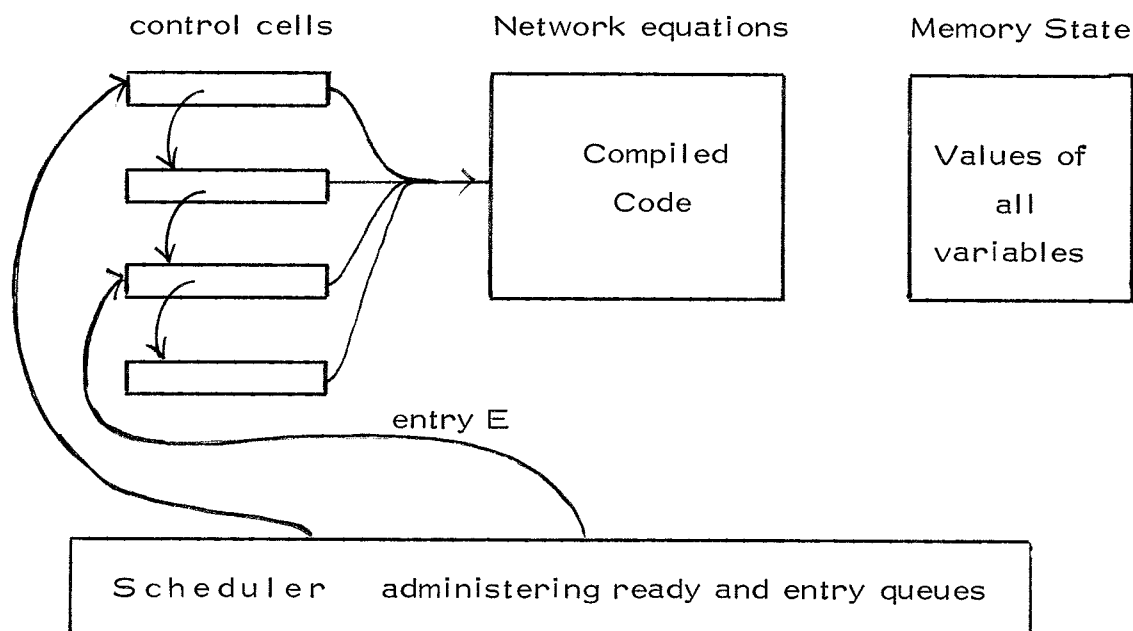 control cells
Network equations
Memory State
Compiled
Code
Values of
all
variables
entry E
Scheduler administering ready and entry queues